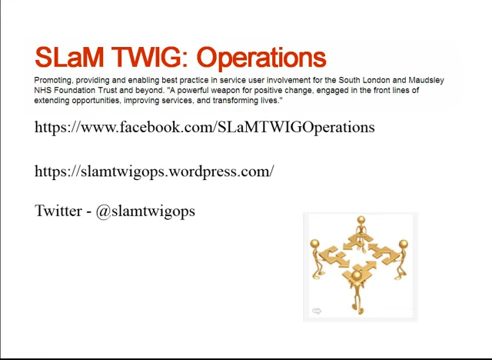 SLaM TWIG: Operations
Promoting, providing and enabling best practice in service user involvement for the South London and Maudsley
NHS Foundation Trust and beyond. "A powerful weapon for positive change, engaged in the front lines of
extending opportunities, improving services, and transforming lives."
https://www.facebook.com/SLaMTWIGOperations
https://slamtwigops.wordpress.com/
Twitter - @slamtwigops